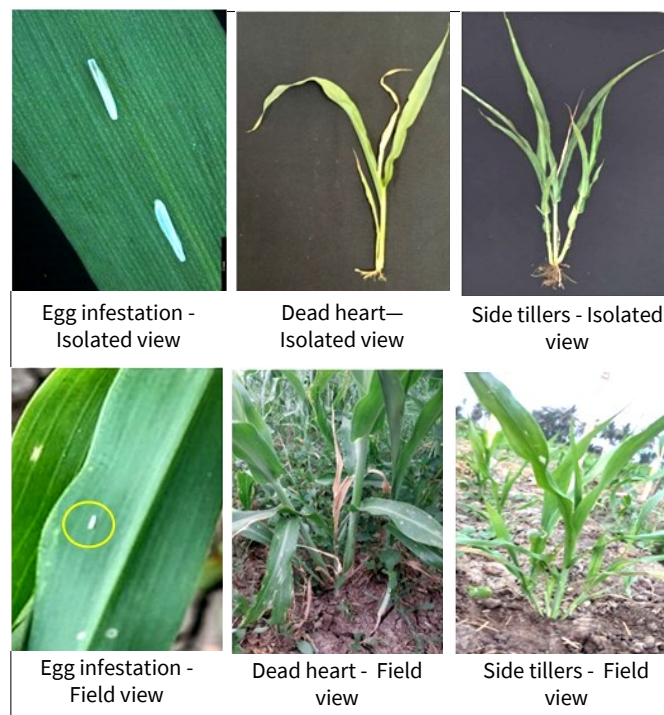 Egg infestation -
Isolated view
Dead heart—
Isolated view
Side tillers - Isolated
view
Egg infestation -
Field view
Dead heart - Field
view
Side tillers - Field
view